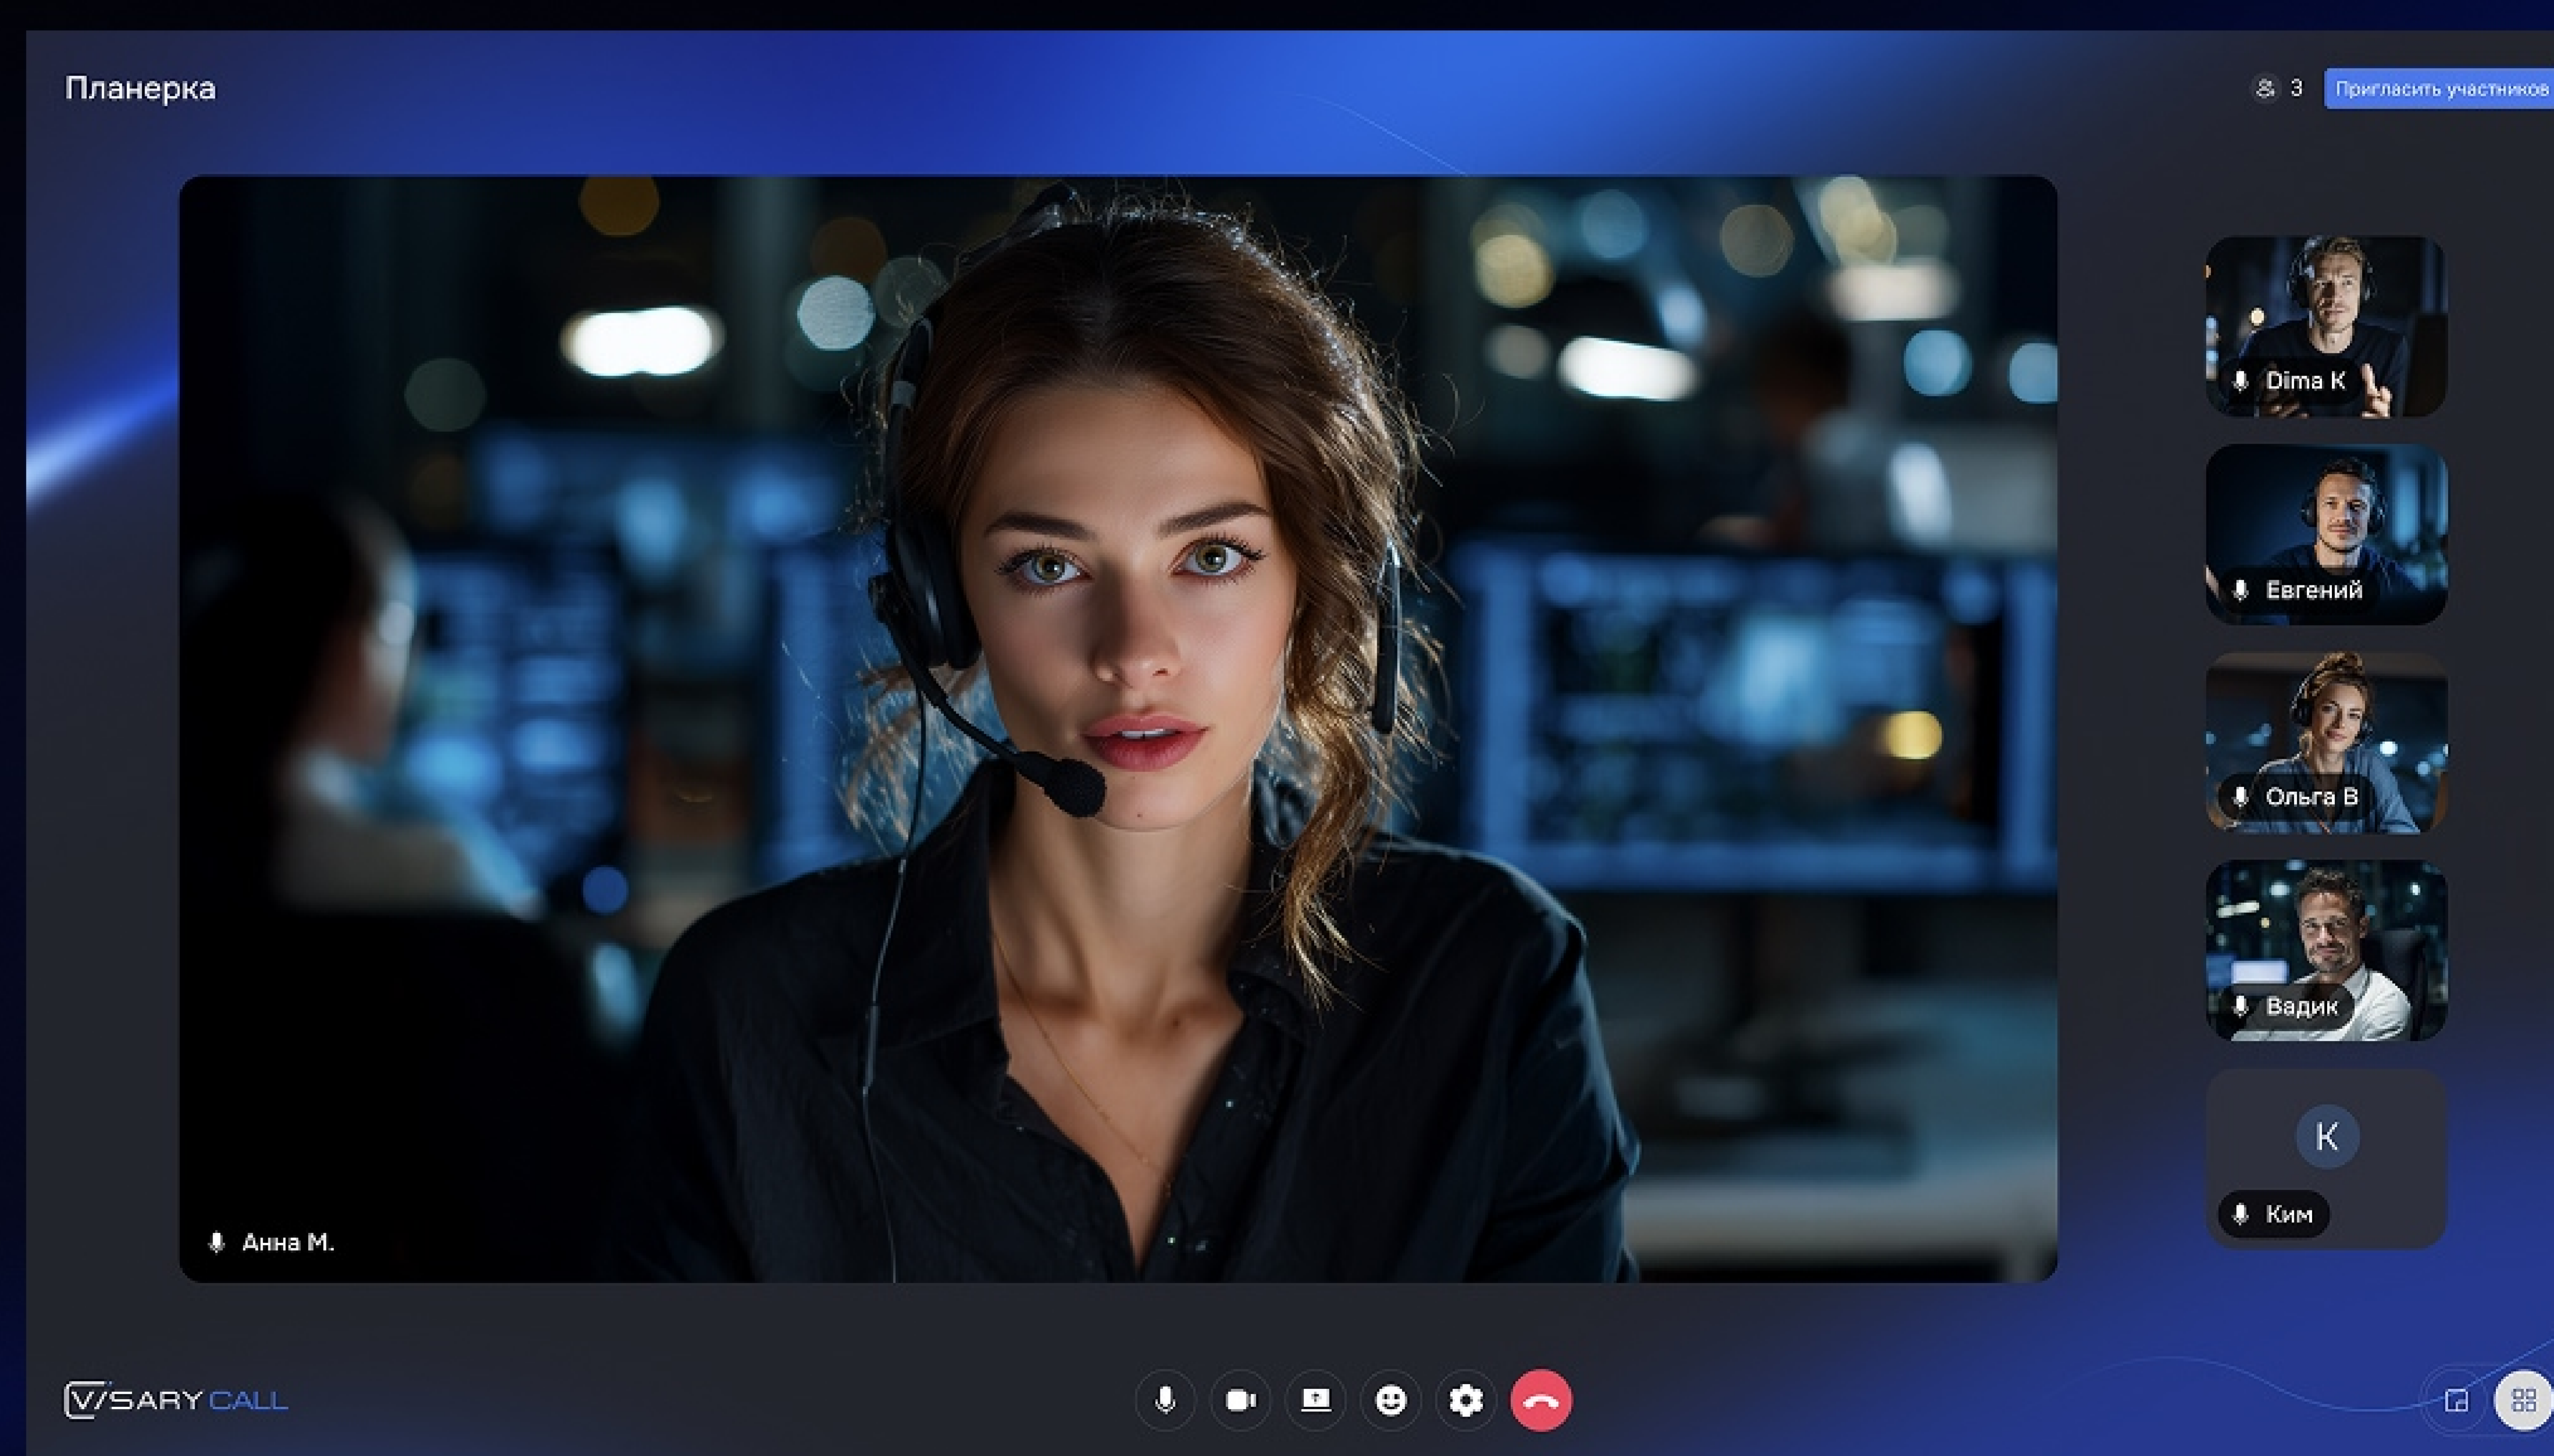 Планерка
3
Пригласить участников
Dima K
Евгений
Ольга В
Вадик
К
Ким
Анна М.
VISARY CALL